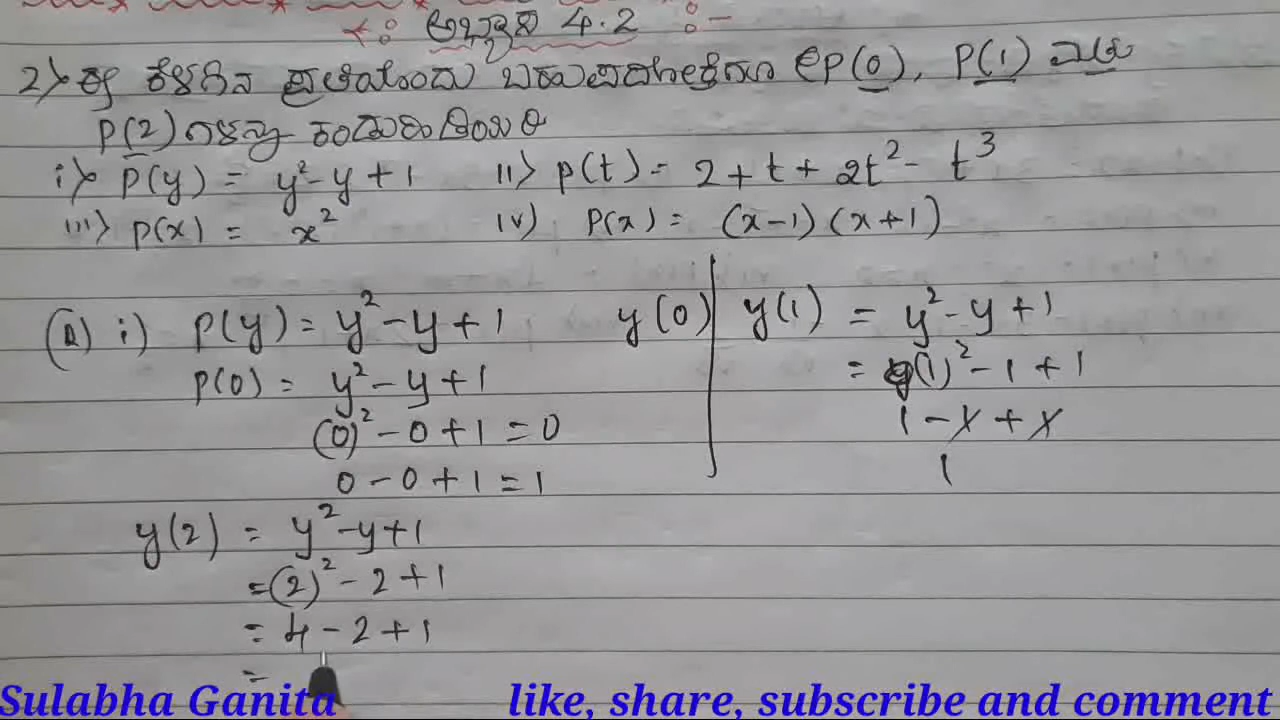 ಅಭ್ಯಾಸ 4.2 :-
2) ಈ ಕೆಳಗಿನ ಪ್ರತಿಯೊಂದು ಬಹುಪದೋಕ್ತಿಗೂ P(0), P(1) ಮತ್ತು
P(2) ಗಳನ್ನು ಕಂಡುಹಿಡಿಯಿರಿ
i) P(y) = y² - y + 1 ii) P(t) = 2 + t + 2t² - t³
iii) P(x) = x² iv) P(x) = (x-1) (x+1)
(2) i) P(y) = y² - y + 1 y(0) y(1) = y² - y + 1
P(0) = y² - y + 1 = (1)² - 1 + 1
(0)² - 0 + 1 = 0 1 - 1 + 1
0 - 0 + 1 = 1 1
y(2) = y² - y + 1
= (2)² - 2 + 1
= 4 - 2 + 1
=
Sulabha Ganita like, share, subscribe and comment